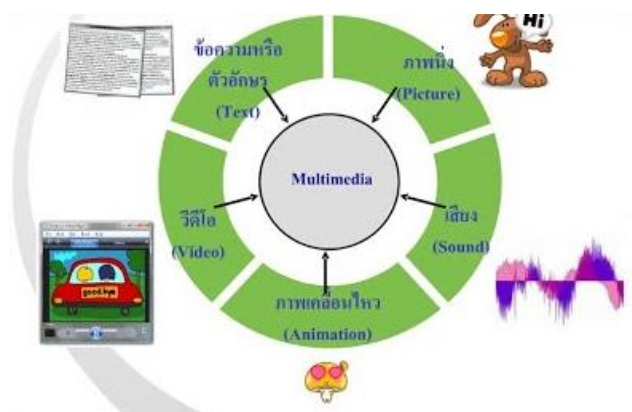 Hi
ข้อความหรือ
ตัวอักษร
(Text)
ภาพนิ่ง
(Picture)
Multimedia
วีดีโอ
(Video)
เสียง
(Sound)
good bye
ภาพเคลื่อนไหว
(Animation)